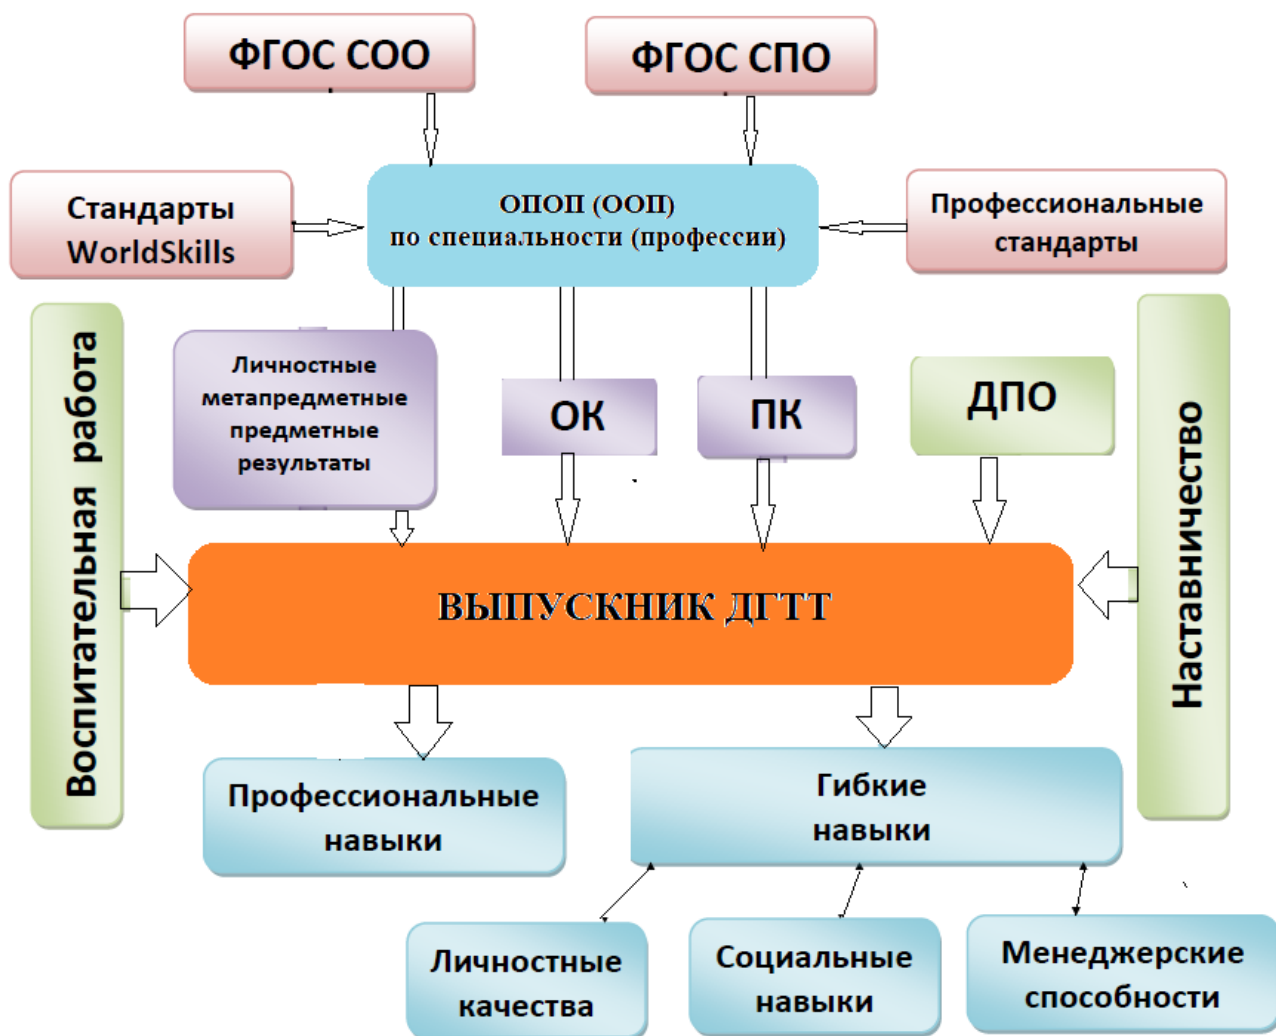 ФГОС СОО
ФГОС СПО
Стандарты
WorldSkills
ОПОП (ООП)
по специальности (профессии)
Профессиональные
стандарты
Воспитательная работа
Личностные
метапредметные
предметные
результаты
ОК
ПК
ДПО
Наставничество
ВЫПУСКНИК ДГТТ
Профессиональные
навыки
Гибкие
навыки
Личностные
качества
Социальные
навыки
Менеджерские
способности